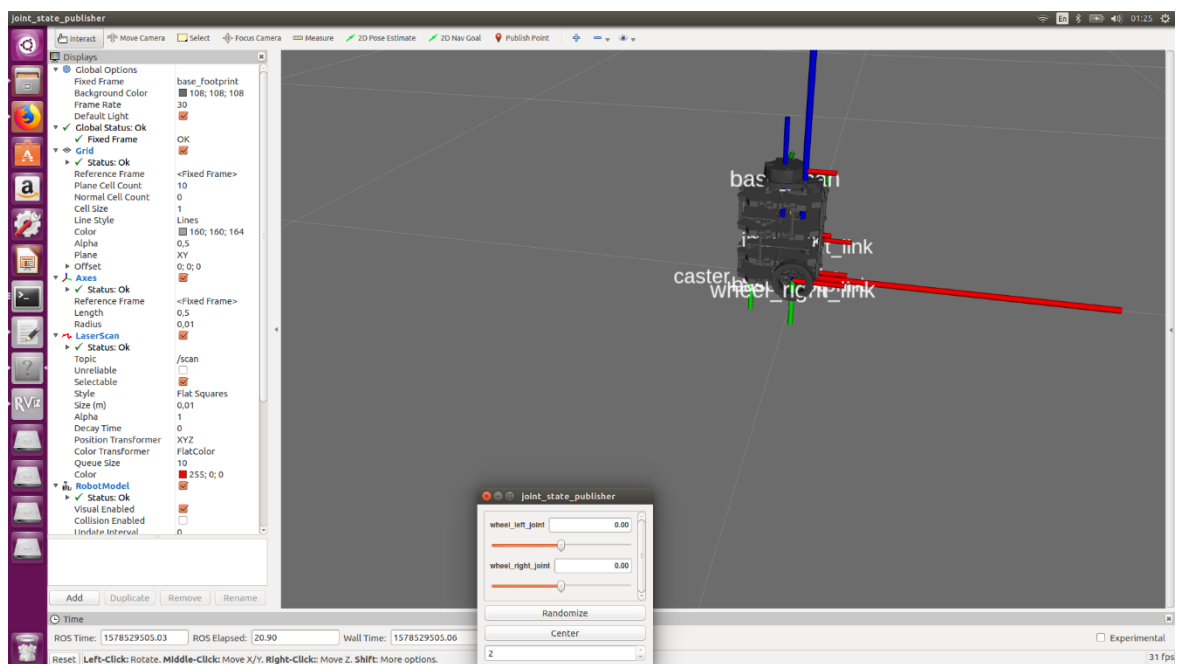 joint_state_publisher
En
01:25
Interact Move Camera Select Focus Camera Measure 2D Pose Estimate 2D Nav Goal Publish Point
Displays
Global Options
Fixed Frame base_footprint
Background Color 108; 108; 108
Frame Rate 30
Default Light
Global Status: Ok
Fixed Frame OK
Grid
Status: Ok
Reference Frame <Fixed Frame>
Plane Cell Count 10
Normal Cell Count 0
Cell Size 1
Line Style Lines
Color 160; 160; 164
Alpha 0,5
Plane XY
Offset 0; 0; 0
Axes
Status: Ok
Reference Frame <Fixed Frame>
Length 0,5
Radius 0,01
LaserScan
Status: Ok
Topic /scan
Unreliable
Selectable
Style Flat Squares
Size (m) 0,01
Alpha 1
Decay Time 0
Position Transformer XYZ
Color Transformer FlatColor
Queue Size 10
Color 255; 0; 0
RobotModel
Status: Ok
Visual Enabled
Collision Enabled
Update Interval 0
Add Duplicate Remove Rename
RViz
a
caster
wheel_right_link
joint_state_publisher
wheel_left_joint 0.00
wheel_right_joint 0.00
Randomize
Center
2
Time
ROS Time: 1578529505.03 ROS Elapsed: 20.90 Wall Time: 1578529505.06
Experimental
Reset Left-Click: Rotate. Middle-Click: Move X/Y. Right-Click:: Move Z. Shift: More options.
31 fps